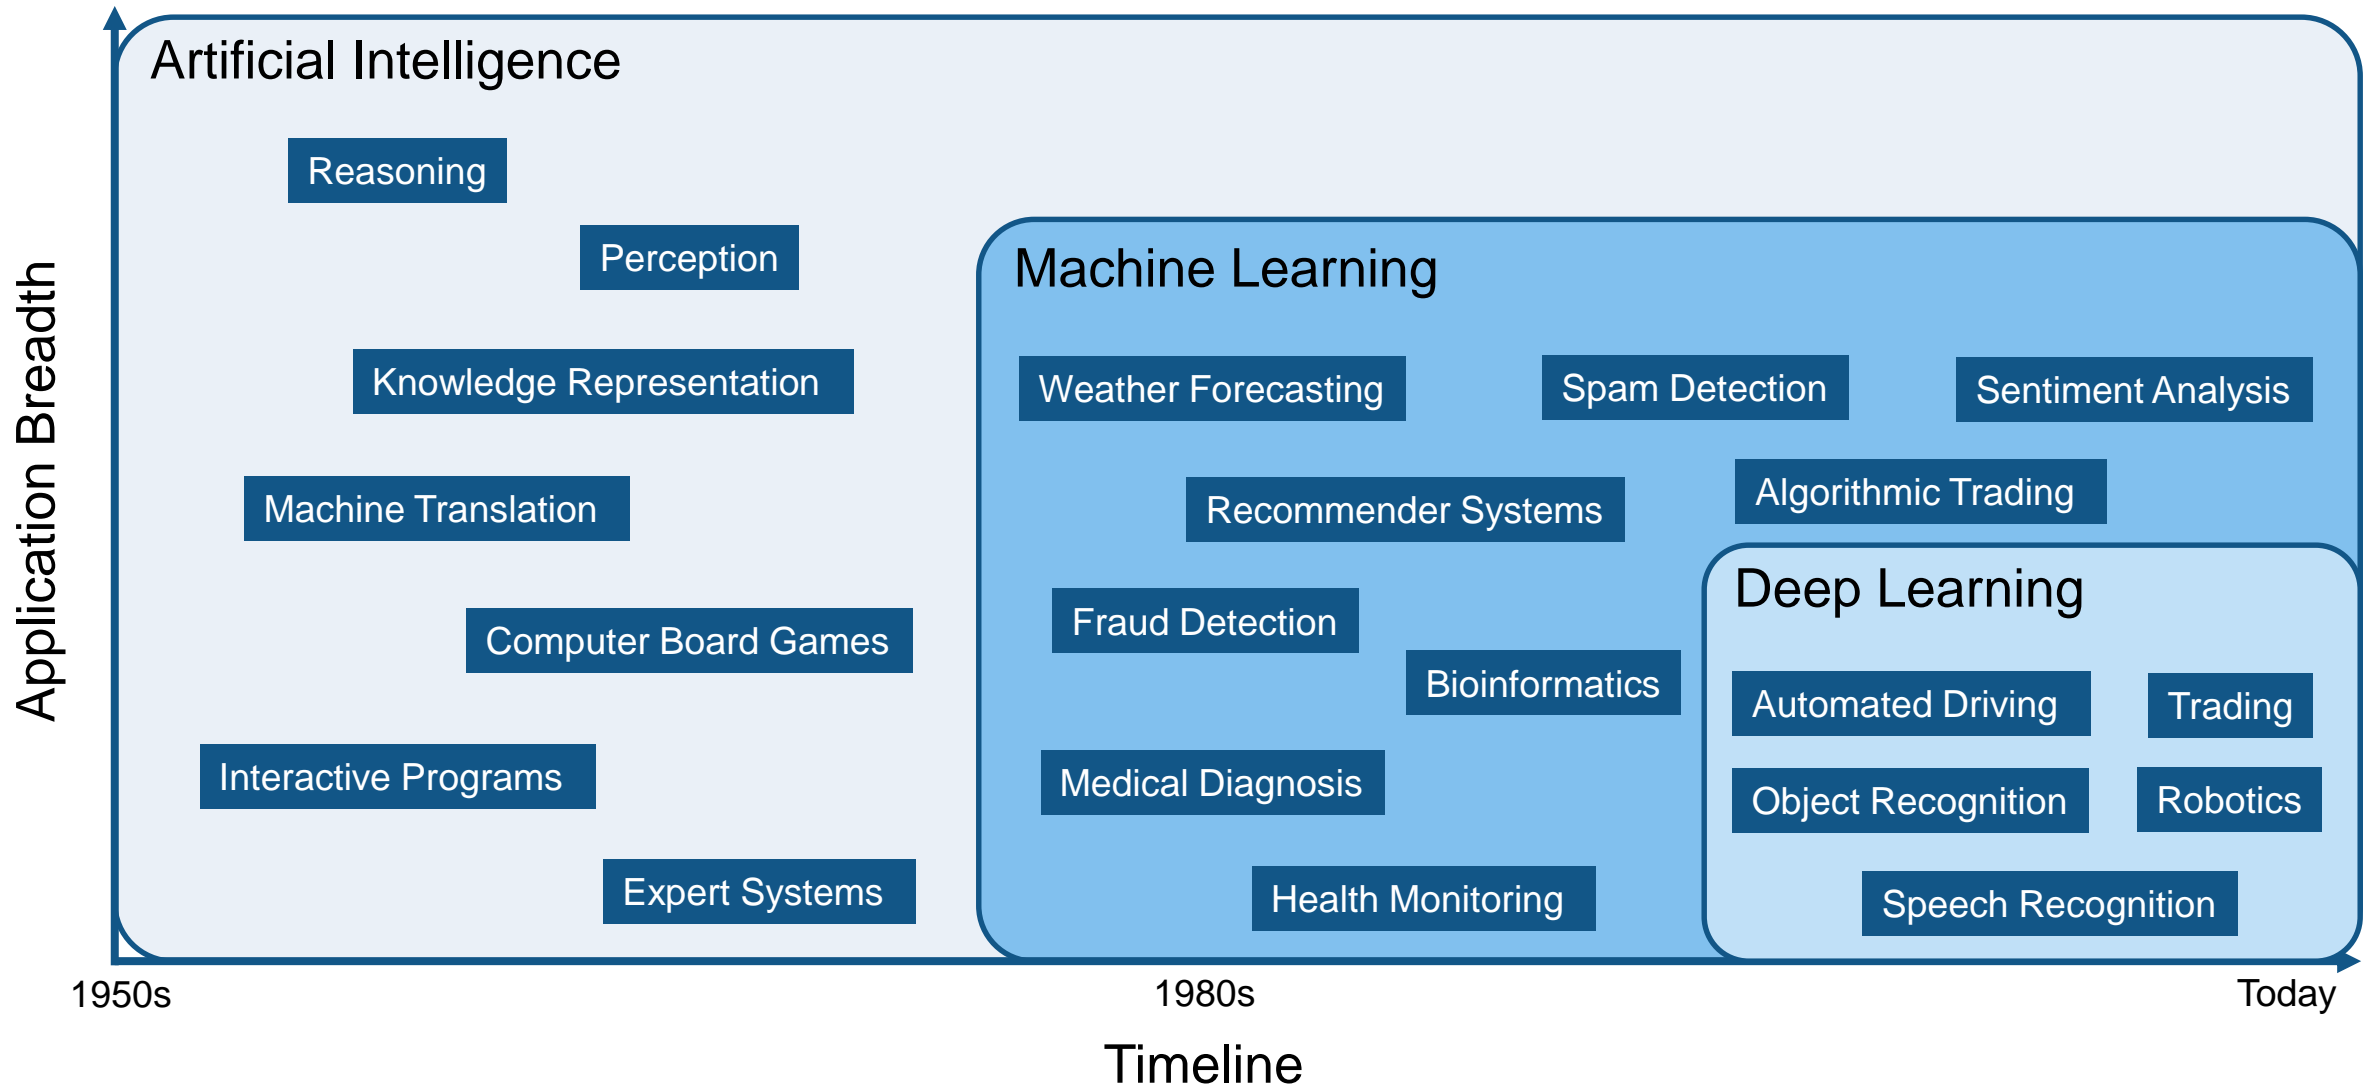 Artificial Intelligence
Reasoning
Perception
Knowledge Representation
Machine Translation
Computer Board Games
Interactive Programs
Expert Systems
Machine Learning
Weather Forecasting
Spam Detection
Sentiment Analysis
Recommender Systems
Algorithmic Trading
Fraud Detection
Bioinformatics
Medical Diagnosis
Health Monitoring
Deep Learning
Automated Driving
Trading
Object Recognition
Robotics
Speech Recognition
Application Breadth
1950s
1980s
Today
Timeline